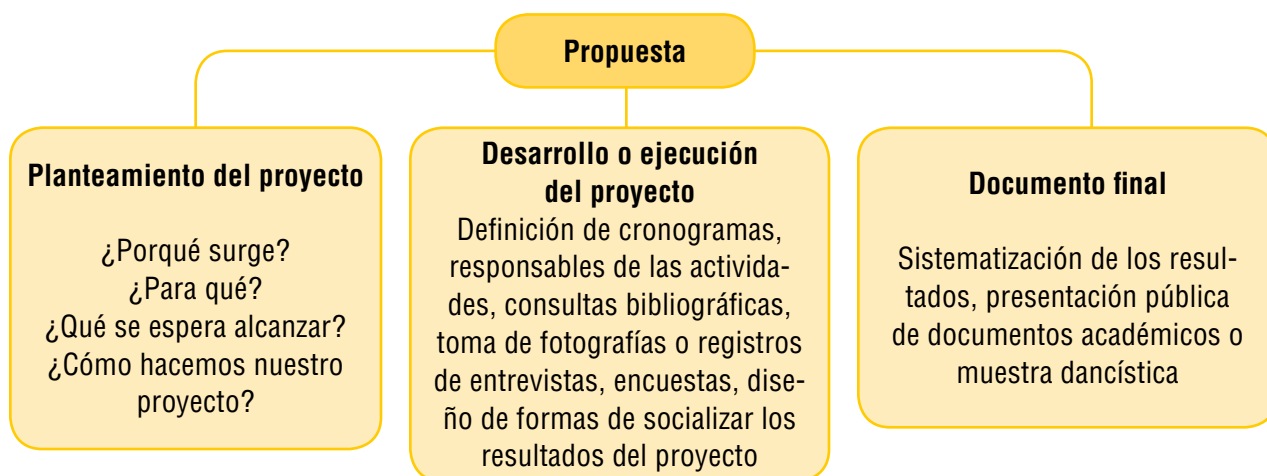 Propuesta
Planteamiento del proyecto
¿Porqué surge?
¿Para qué?
¿Qué se espera alcanzar?
¿Cómo hacemos nuestro
proyecto?
Desarrollo o ejecución
del proyecto
Definición de cronogramas,
responsables de las activida-
des, consultas bibliográficas,
toma de fotografías o registros
de entrevistas, encuestas, dise-
ño de formas de socializar los
resultados del proyecto
Documento final
Sistematización de los resul-
tados, presentación pública
de documentos académicos o
muestra dancística